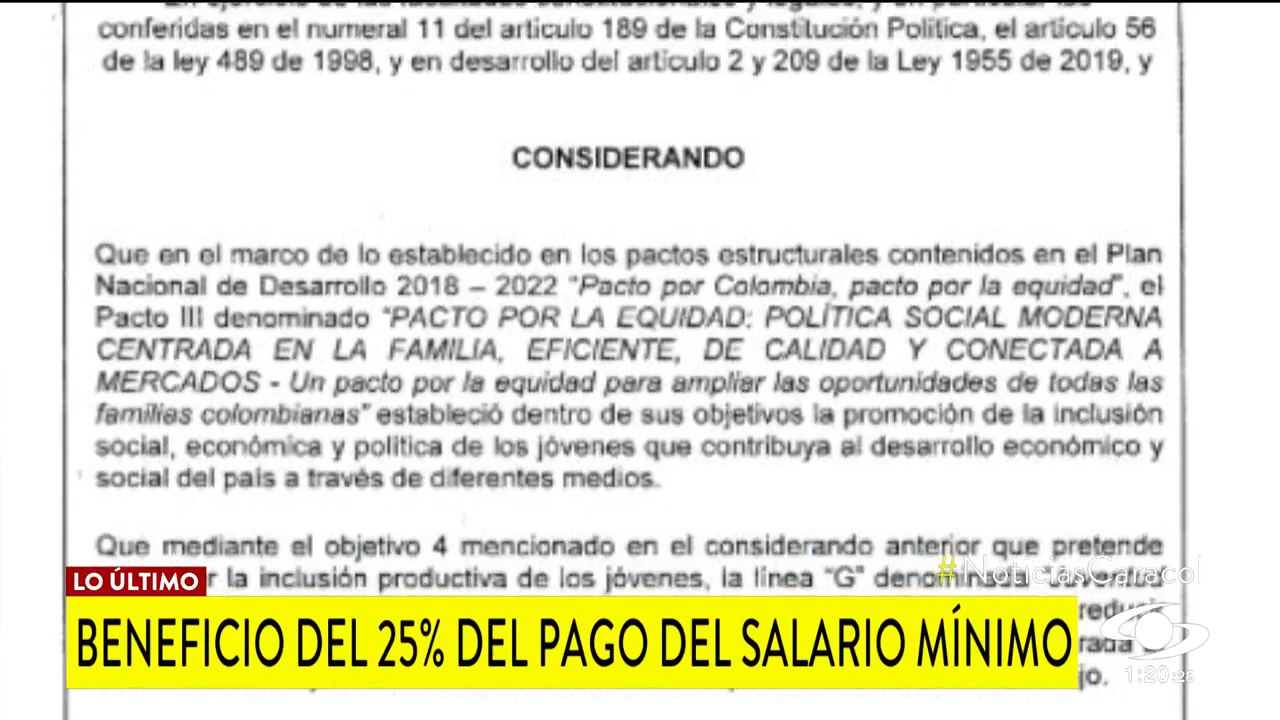 conferidas en el numeral 11 del articulo 189 de la Constitución Política, el articulo 56
de la ley 489 de 1998, y en desarrollo del articulo 2 y 209 de la Ley 1955 de 2019, y
CONSIDERANDO
Que en el marco de lo establecido en los pactos estructurales contenidos en el Plan
Nacional de Desarrollo 2018 – 2022 "Pacto por Colombia, pacto por la equidad", el
Pacto III denominado "PACTO POR LA EQUIDAD: POLÍTICA SOCIAL MODERNA
CENTRADA EN LA FAMILIA, EFICIENTE, DE CALIDAD Y CONECTADA A
MERCADOS - Un pacto por la equidad para ampliar las oportunidades de todas las
familias colombianas" estableció dentro de sus objetivos la promoción de la inclusión
social, económica y política de los jóvenes que contribuya al desarrollo económico y
social del país a través de diferentes medios.
Que mediante el objetivo 4 mencionado en el considerando anterior que pretende
r la inclusión productiva de los jóvenes, la línea "G"
#NoticiasCaracol
LO ÚLTIMO
BENEFICIO DEL 25% DEL PAGO DEL SALARIO MÍNIMO
jo.
1:20:28